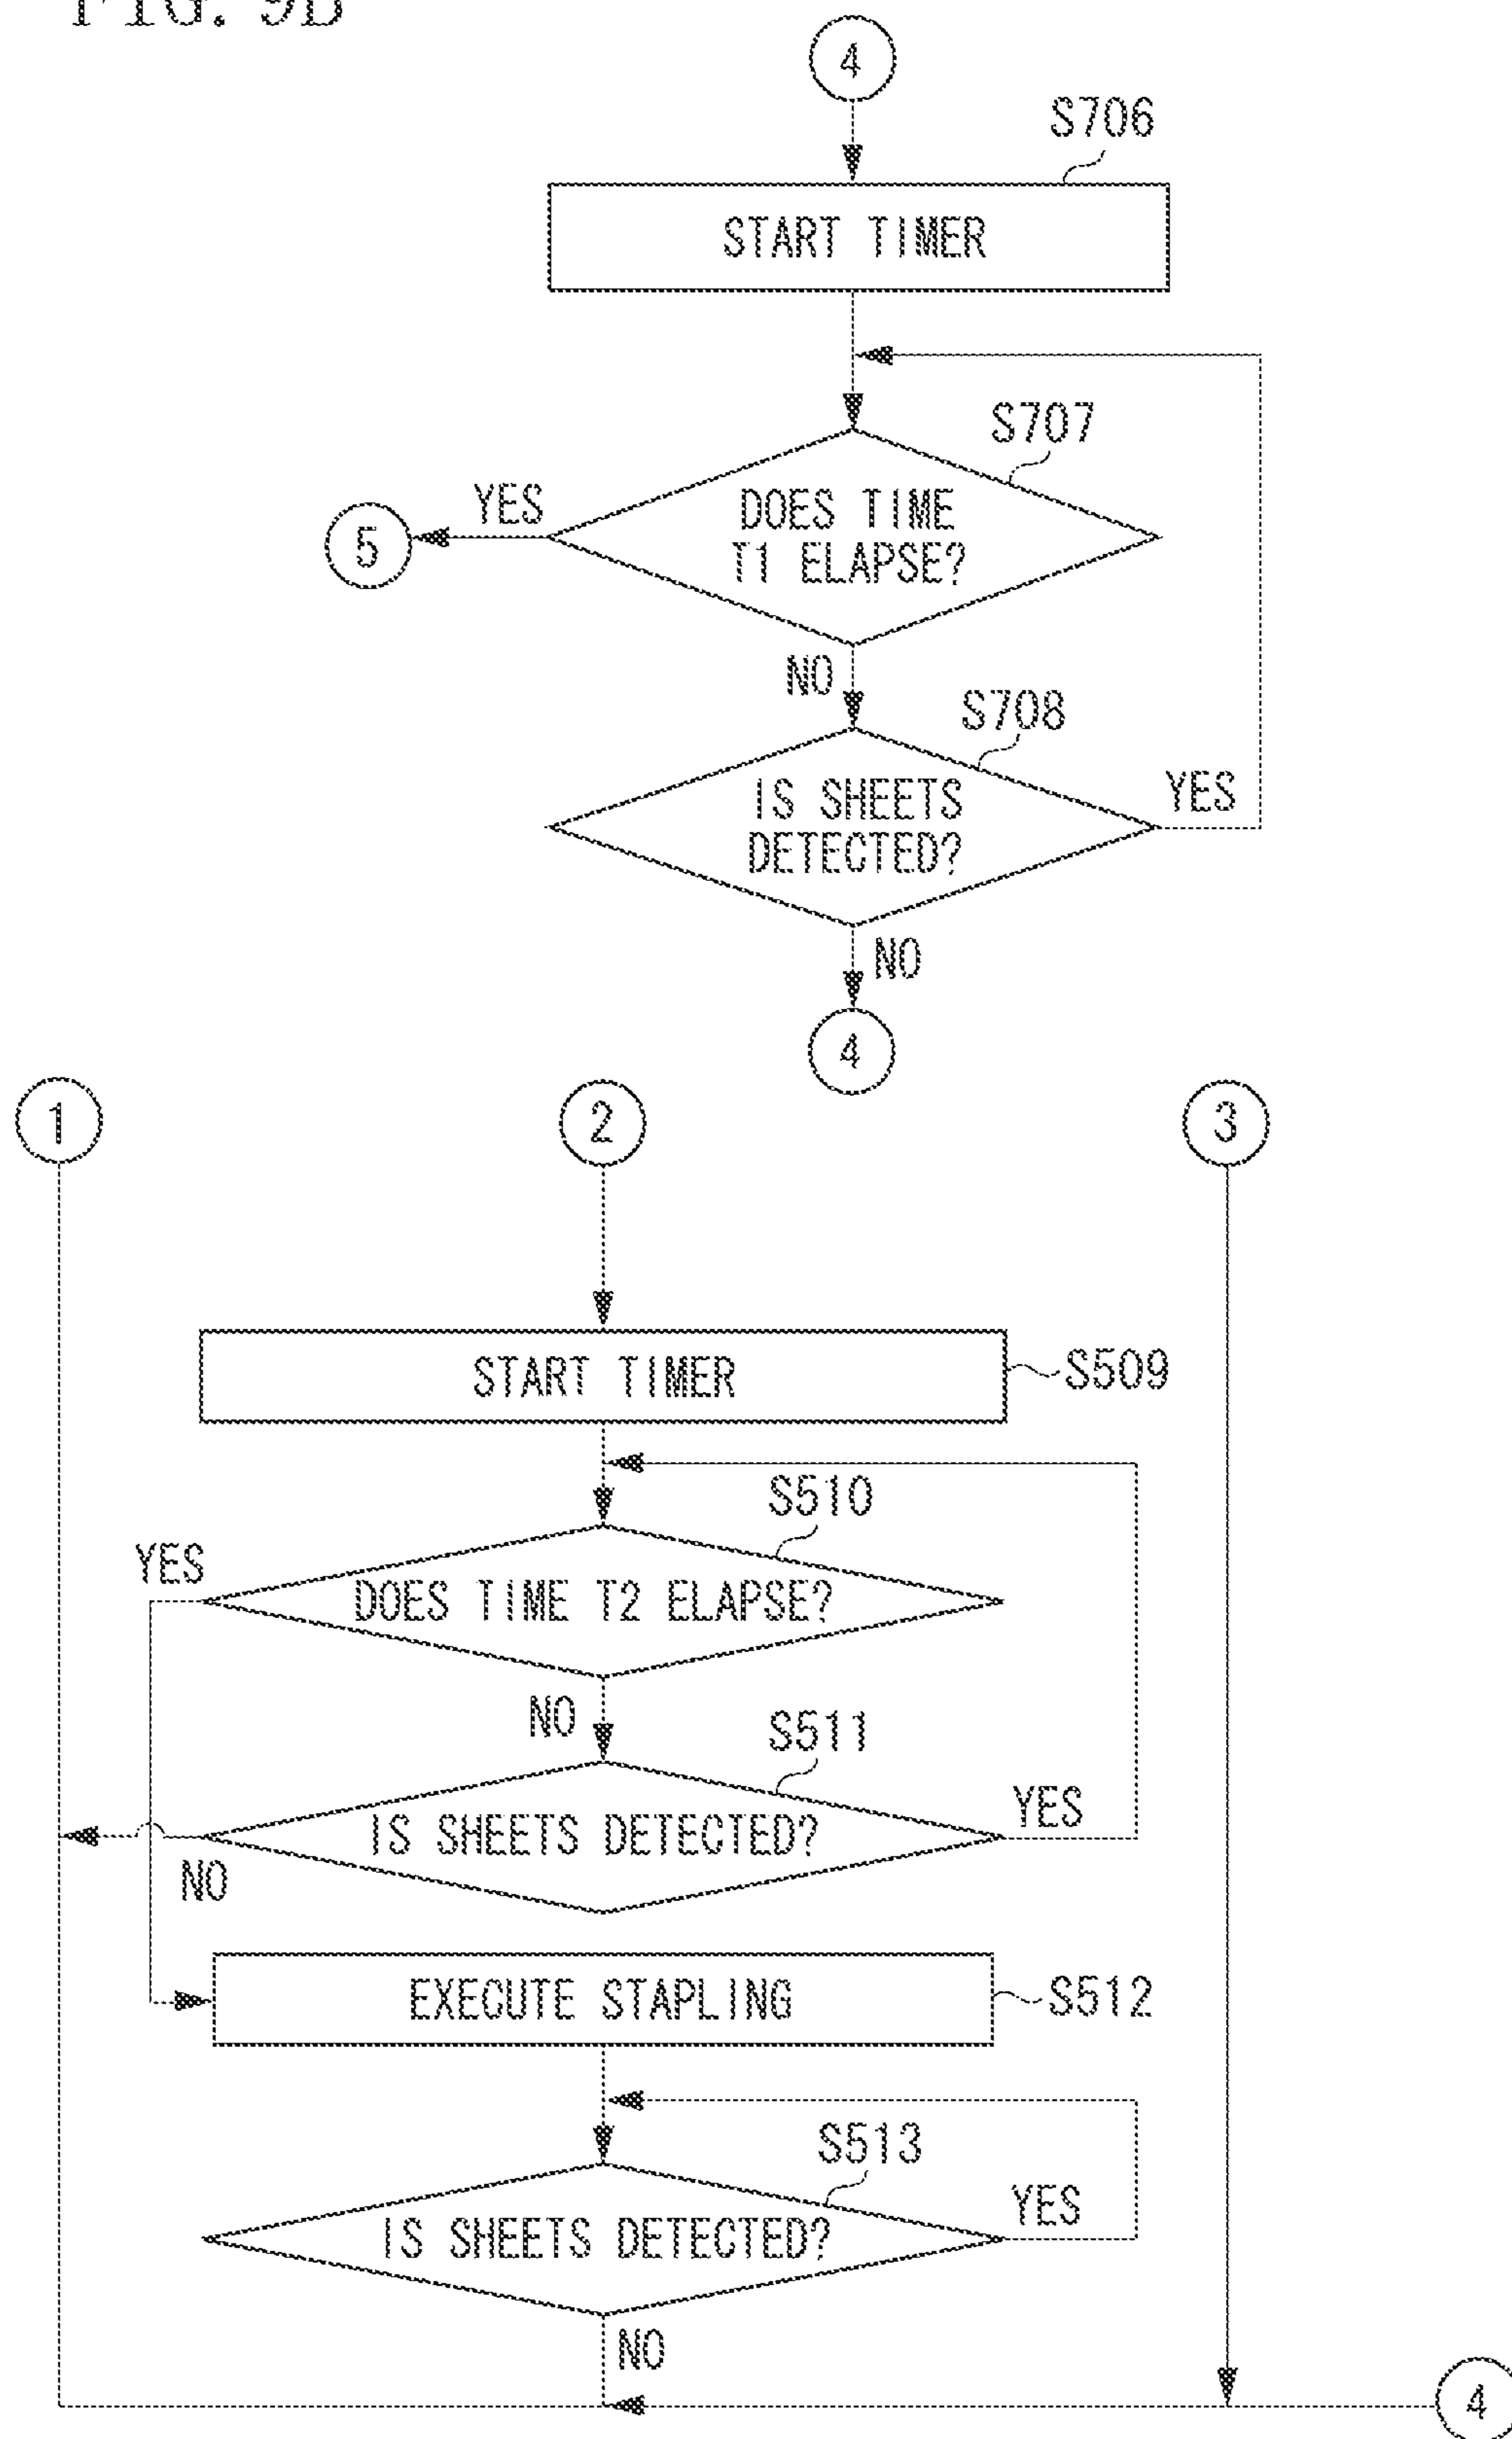 FIG. 9B
4
S706
START TIMER
S707
YES
DOES TIME
T1 ELAPSE?
5
NO
S708
IS SHEETS
DETECTED?
YES
NO
4
1
2
3
START TIMER
S509
S510
YES
DOES TIME T2 ELAPSE?
NO
S511
IS SHEETS DETECTED?
YES
NO
EXECUTE STAPLING
S512
S513
IS SHEETS DETECTED?
YES
NO
4